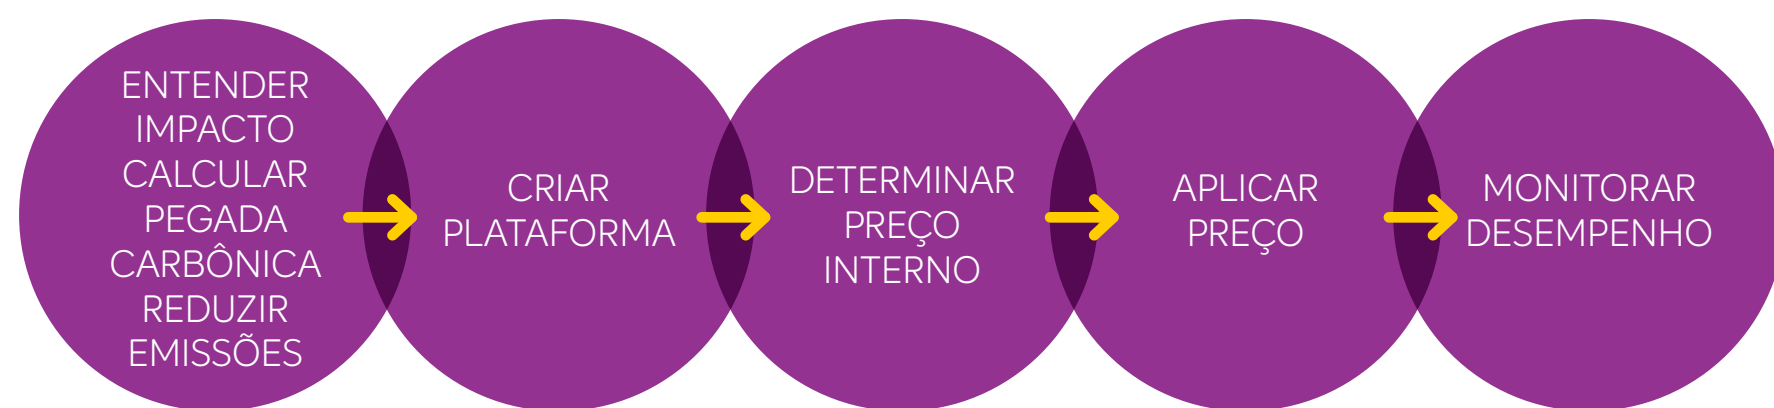 ENTENDER
IMPACTO
CALCULAR
PEGADA
CARBÔNICA
REDUZIR
EMISSÕES
CRIAR
PLATAFORMA
DETERMINAR
PREÇO
INTERNO
APLICAR
PREÇO
MONITORAR
DESEMPENHO